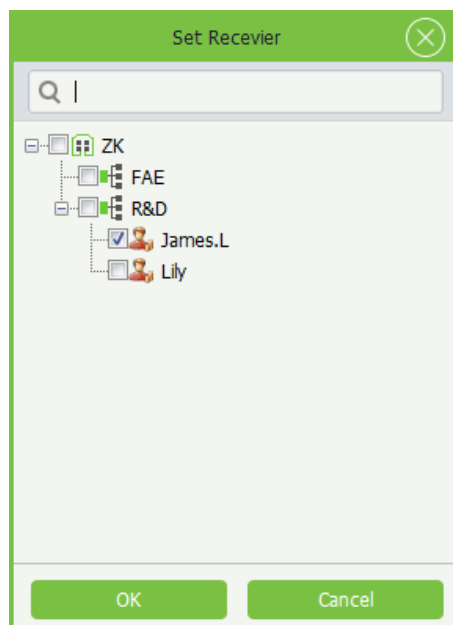 Set Recevier
ZK
FAE
R&D
James.L
Lily
OK Cancel